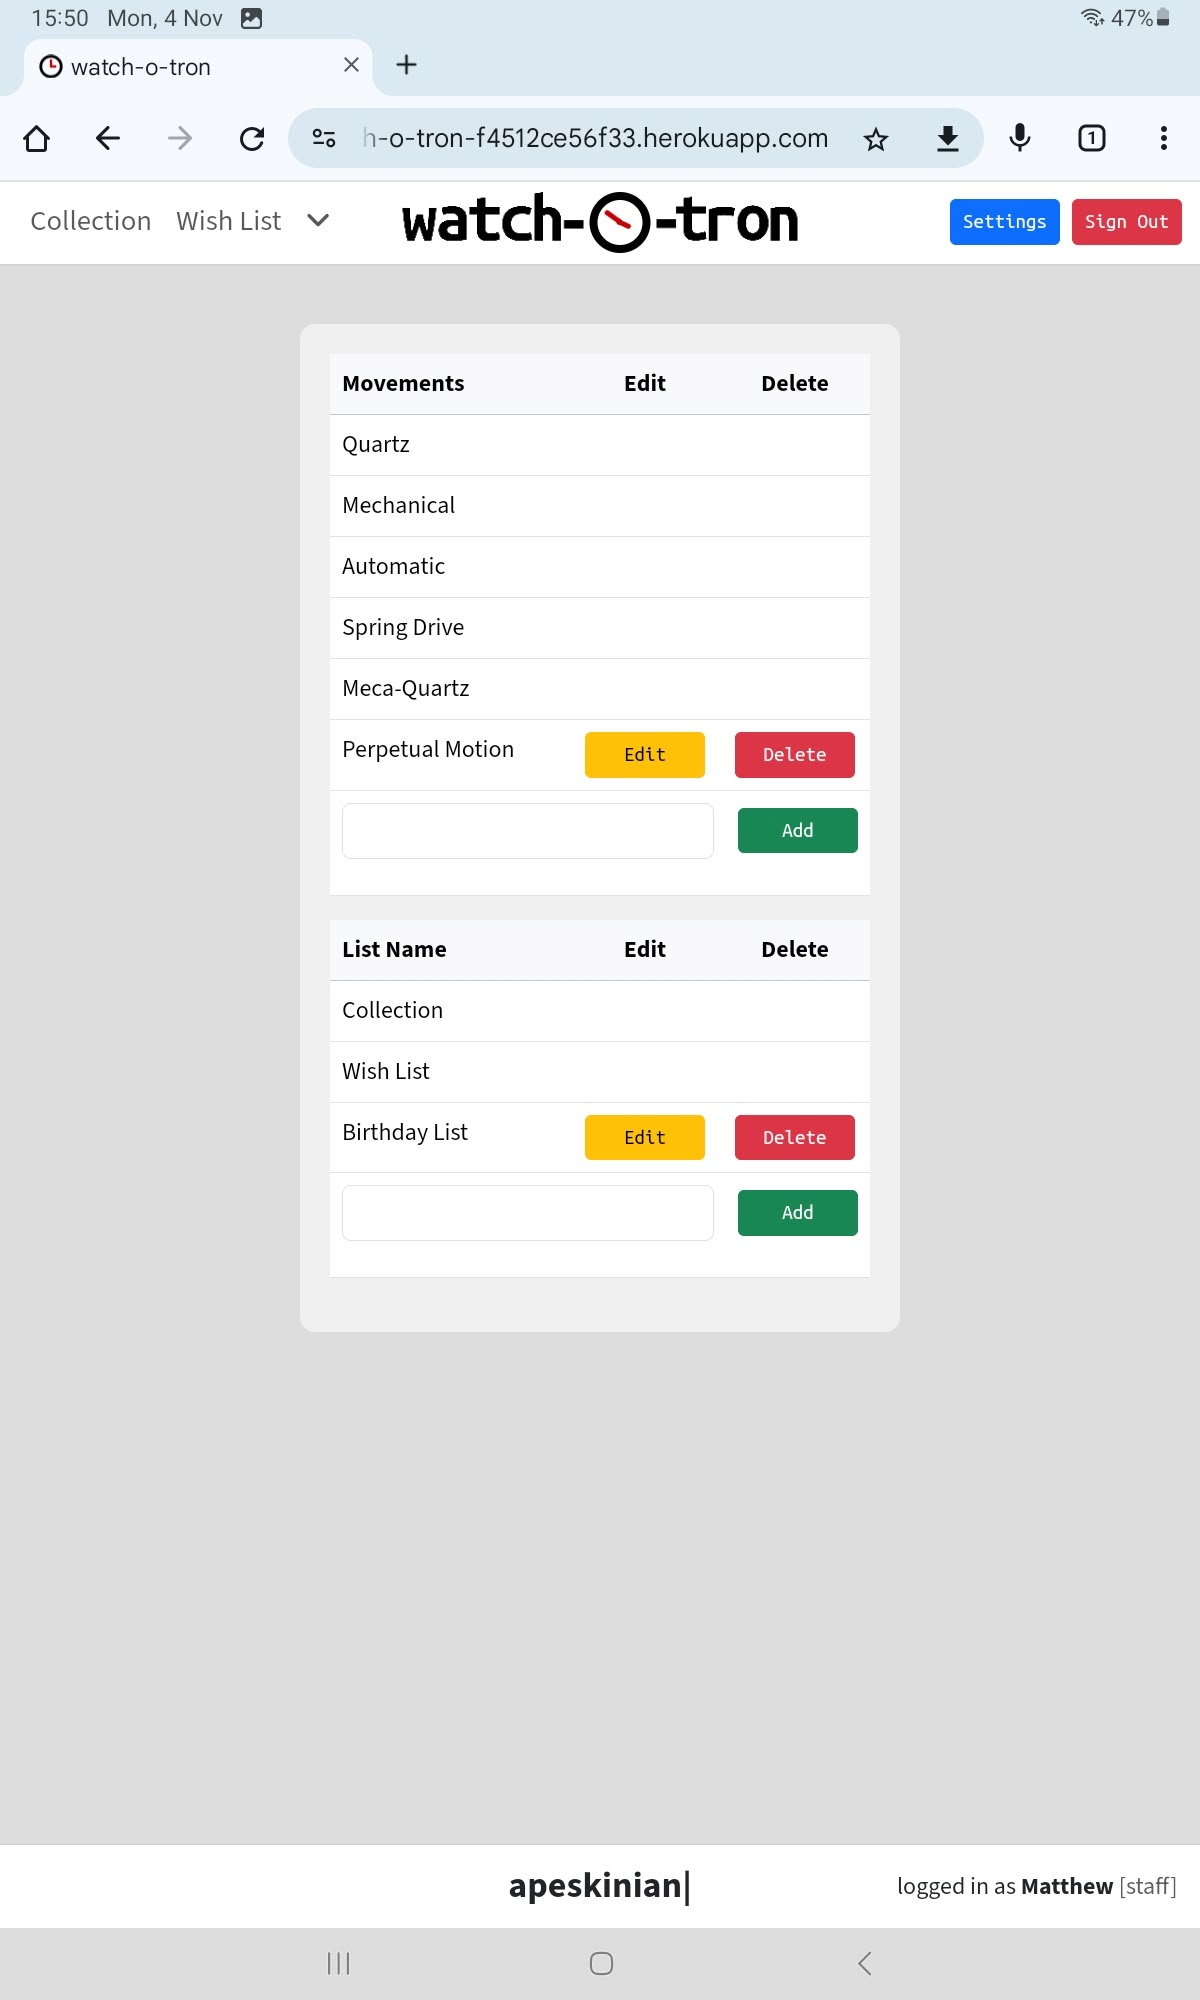 15:50 Mon, 4 Nov 47%
watch-o-tron
h-o-tron-f4512ce56f33.herokuapp.com 1
Collection Wish List watch-o-tron Settings Sign Out
Movements Edit Delete
Quartz
Mechanical
Automatic
Spring Drive
Meca-Quartz
Perpetual Motion Edit Delete
Add
List Name Edit Delete
Collection
Wish List
Birthday List Edit Delete
Add
apeskinian| logged in as Matthew [staff]